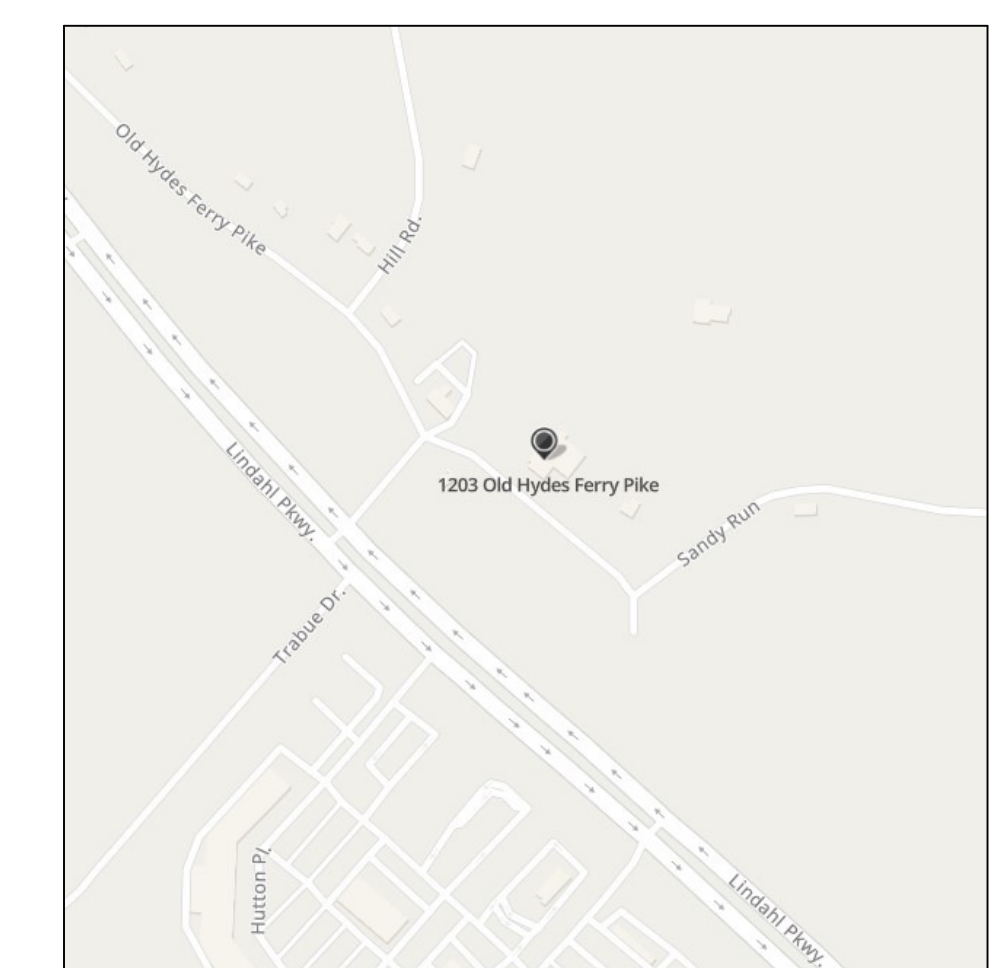 Old Hydes Ferry Pike
Hill Rd.
Lindahl Pkwy.
1203 Old Hydes Ferry Pike
Sandy Run
Trabue Dr.
Hutton Pl.
Lindahl Pkwy.